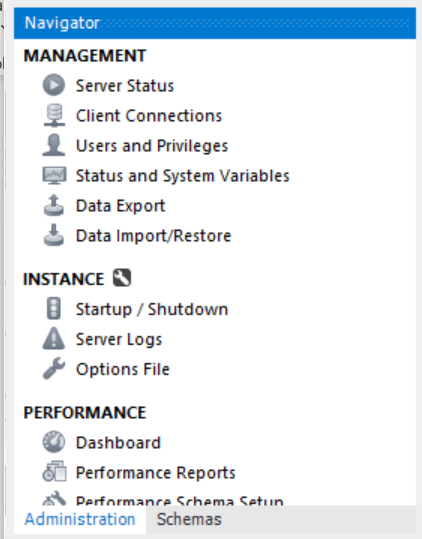 Navigator
MANAGEMENT
Server Status
Client Connections
Users and Privileges
Status and System Variables
Data Export
Data Import/Restore
INSTANCE
Startup / Shutdown
Server Logs
Options File
PERFORMANCE
Dashboard
Performance Reports
Performance Schema Setup
Administration Schemas